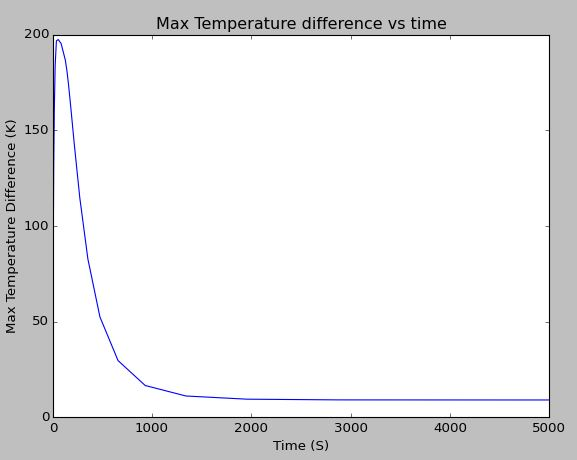 Max Temperature difference vs time
200
150
100
50
0
Max Temperature Difference (K)
0 1000 2000 3000 4000 5000
Time (S)